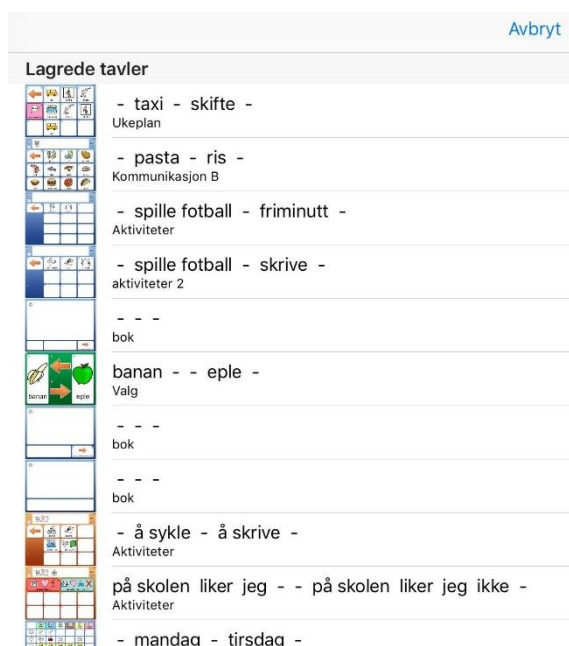 Avbryt
Lagrede tavler
- taxi - skifte -
Ukeplan
- pasta - ris -
Kommunikasjon B
- spille fotball - friminutt -
Aktiviteter
- spille fotball - skrive -
aktiviteter 2
- - -
bok
banan - - eple -
Valg
banan eple
- - -
bok
- - -
bok
- å sykle - å skrive -
Aktiviteter
på skolen liker jeg - - på skolen liker jeg ikke -
Aktiviteter
- mandag - tirsdag -